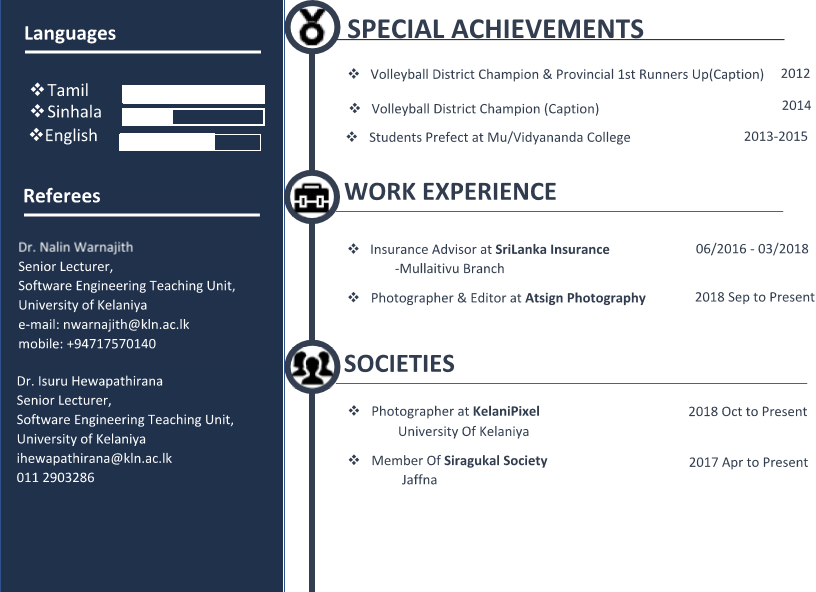 Languages
❖Tamil
❖Sinhala
❖English
Referees
Dr. Nalin Warnajith
Senior Lecturer,
Software Engineering Teaching Unit,
University of Kelaniya
e-mail: nwarnajith@kln.ac.lk
mobile: +94717570140
Dr. Isuru Hewapathirana
Senior Lecturer,
Software Engineering Teaching Unit,
University of Kelaniya
ihewapathirana@kln.ac.lk
011 2903286
SPECIAL ACHIEVEMENTS
❖ Volleyball District Champion & Provincial 1st Runners Up(Caption) 2012
❖ Volleyball District Champion (Caption) 2014
❖ Students Prefect at Mu/Vidyananda College 2013-2015
WORK EXPERIENCE
❖ Insurance Advisor at SriLanka Insurance 06/2016 - 03/2018
-Mullaitivu Branch
❖ Photographer & Editor at Atsign Photography 2018 Sep to Present
SOCIETIES
❖ Photographer at KelaniPixel 2018 Oct to Present
University Of Kelaniya
❖ Member Of Siragukal Society 2017 Apr to Present
Jaffna